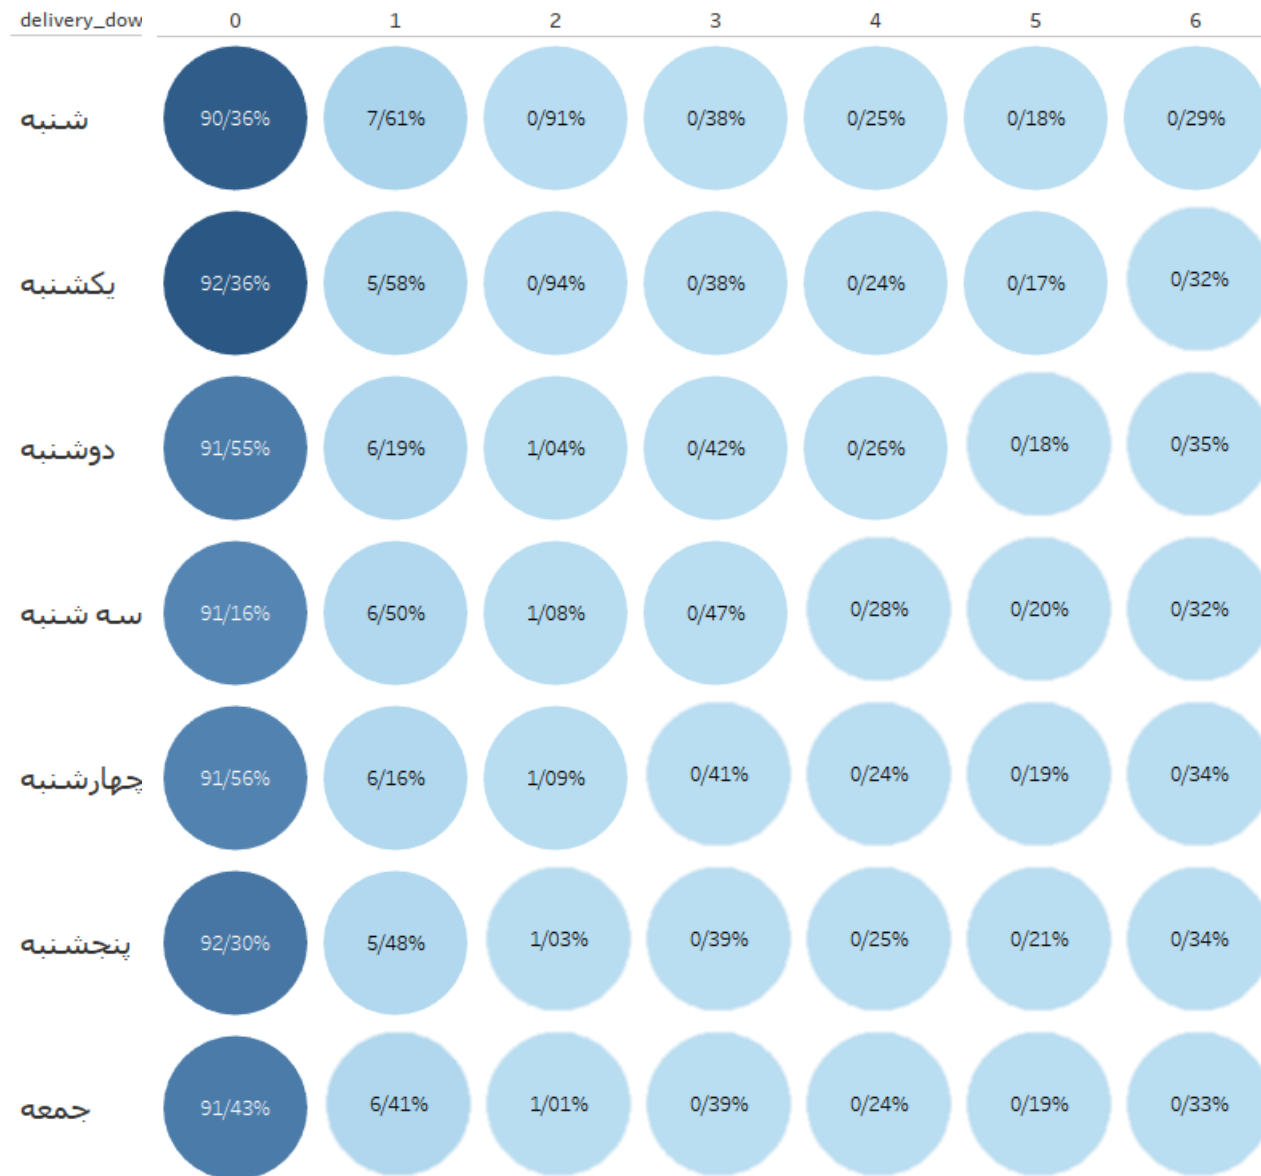 delivery_dow 0 1 2 3 4 5 6
شنبه 90/36% 7/61% 0/91% 0/38% 0/25% 0/18% 0/29%
یکشنبه 92/36% 5/58% 0/94% 0/38% 0/24% 0/17% 0/32%
دوشنبه 91/55% 6/19% 1/04% 0/42% 0/26% 0/18% 0/35%
سه شنبه 91/16% 6/50% 1/08% 0/47% 0/28% 0/20% 0/32%
چهارشنبه 91/56% 6/16% 1/09% 0/41% 0/24% 0/19% 0/34%
پنجشنبه 92/30% 5/48% 1/03% 0/39% 0/25% 0/21% 0/34%
جمعه 91/43% 6/41% 1/01% 0/39% 0/24% 0/19% 0/33%